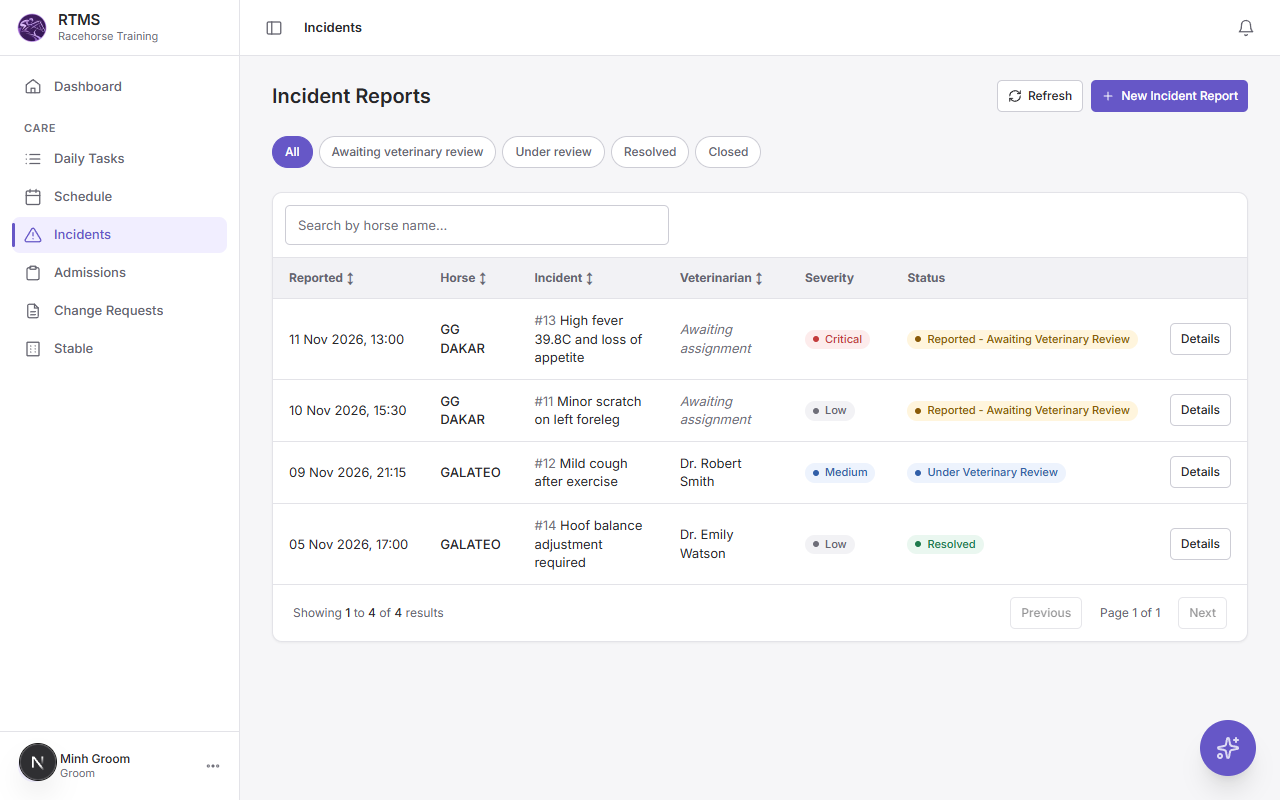 RTMS
Racehorse Training
Incidents
Dashboard
CARE
Daily Tasks
Schedule
Incidents
Admissions
Change Requests
Stable
N
Minh Groom
Groom
Incident Reports
Refresh
New Incident Report
All
Awaiting veterinary review
Under review
Resolved
Closed
Search by horse name...
Reported
Horse
Incident
Veterinarian
Severity
Status
11 Nov 2026, 13:00
GG
DAKAR
#13 High fever
39.8C and loss of
appetite
Awaiting
assignment
Critical
Reported - Awaiting Veterinary Review
Details
10 Nov 2026, 15:30
GG
DAKAR
#11 Minor scratch
on left foreleg
Awaiting
assignment
Low
Reported - Awaiting Veterinary Review
Details
09 Nov 2026, 21:15
GALATEO
#12 Mild cough
after exercise
Dr. Robert
Smith
Medium
Under Veterinary Review
Details
05 Nov 2026, 17:00
GALATEO
#14 Hoof balance
adjustment
required
Dr. Emily
Watson
Low
Resolved
Details
Showing 1 to 4 of 4 results
Previous
Page 1 of 1
Next